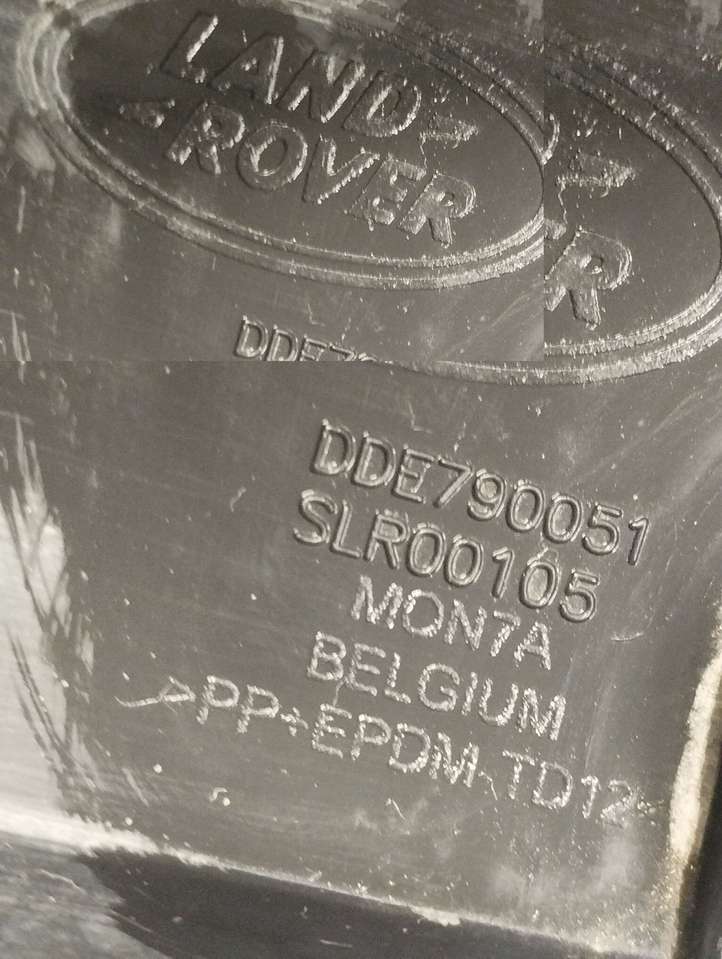 LAND
ROVER
DDE790051
SLR00105
MON7A
BELGIUM
>PP+EPDM-TD12<